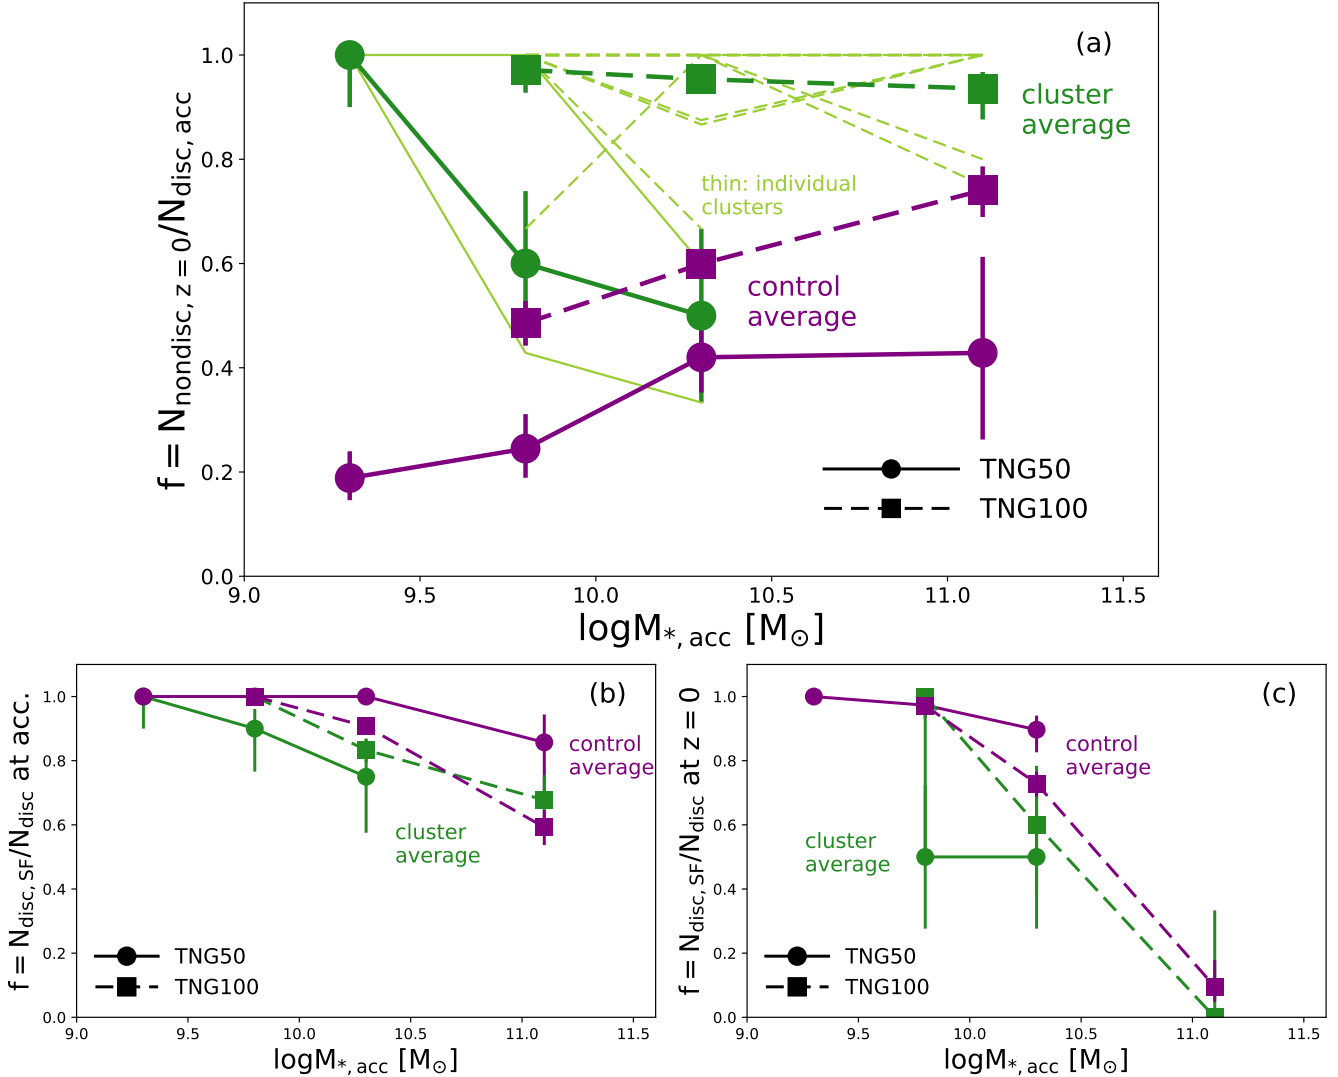 (a)
1.0
0.8
0.6
0.4
0.2
0.0
f = N_nondisc, z = 0/N_disc, acc
cluster
average
thin: individual
clusters
control
average
TNG50
TNG100
9.0 9.5 10.0 10.5 11.0 11.5
logM_*, acc [M_⊙]
(b)
1.0
0.8
0.6
0.4
0.2
0.0
f = N_disc, SF/N_disc at acc.
control
average
cluster
average
TNG50
TNG100
9.0 9.5 10.0 10.5 11.0 11.5
logM_*, acc [M_⊙]
(c)
1.0
0.8
0.6
0.4
0.2
0.0
f = N_disc, SF/N_disc at z = 0
control
average
cluster
average
TNG50
TNG100
9.0 9.5 10.0 10.5 11.0 11.5
logM_*, acc [M_⊙]